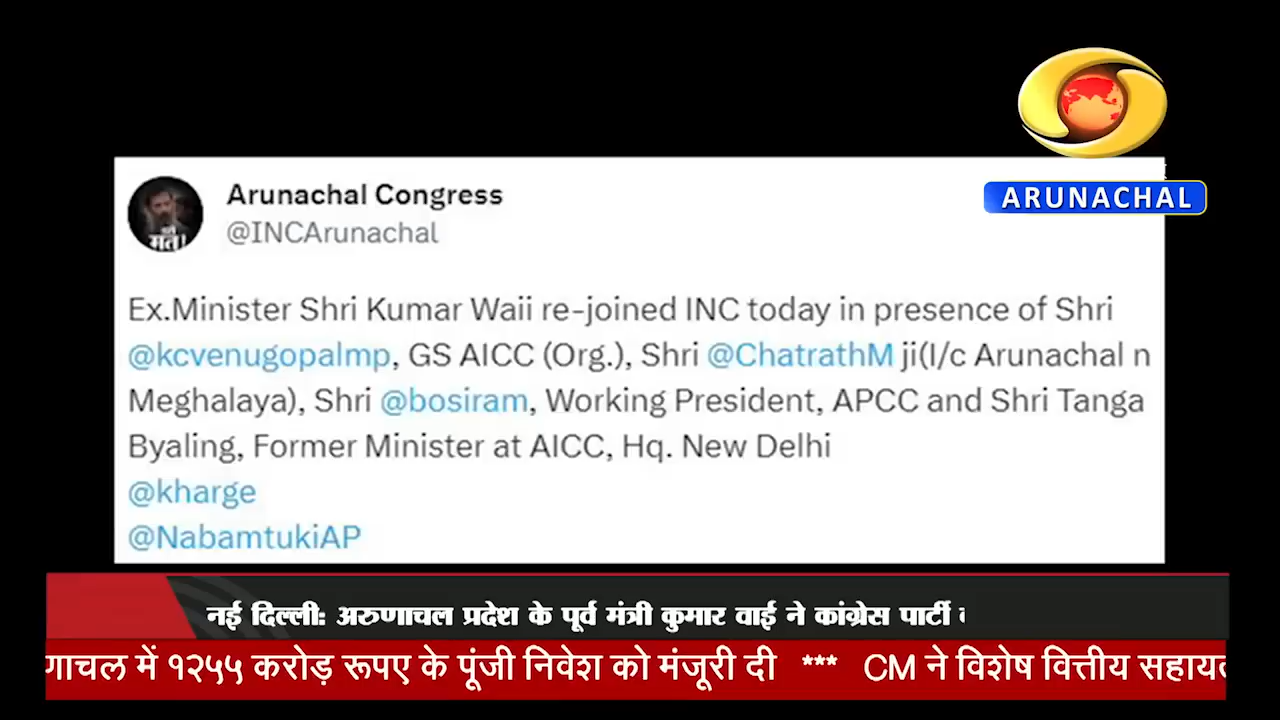 ARUNACHAL
Arunachal Congress
@INCArunachal
मत।
Ex.Minister Shri Kumar Waii re-joined INC today in presence of Shri
@kcvenugopalmp, GS AICC (Org.), Shri @ChatrathM ji(I/c Arunachal n
Meghalaya), Shri @bosiram, Working President, APCC and Shri Tanga
Byaling, Former Minister at AICC, Hq. New Delhi
@kharge
@NabamtukiAP
नई दिल्ली: अरुणाचल प्रदेश के पूर्व मंत्री कुमार वाई ने कांग्रेस पार्टी
में १२५५ करोड़ रूपए के पूंजी निवेश को मंजूरी दी *** CM ने विशेष वित्तीय